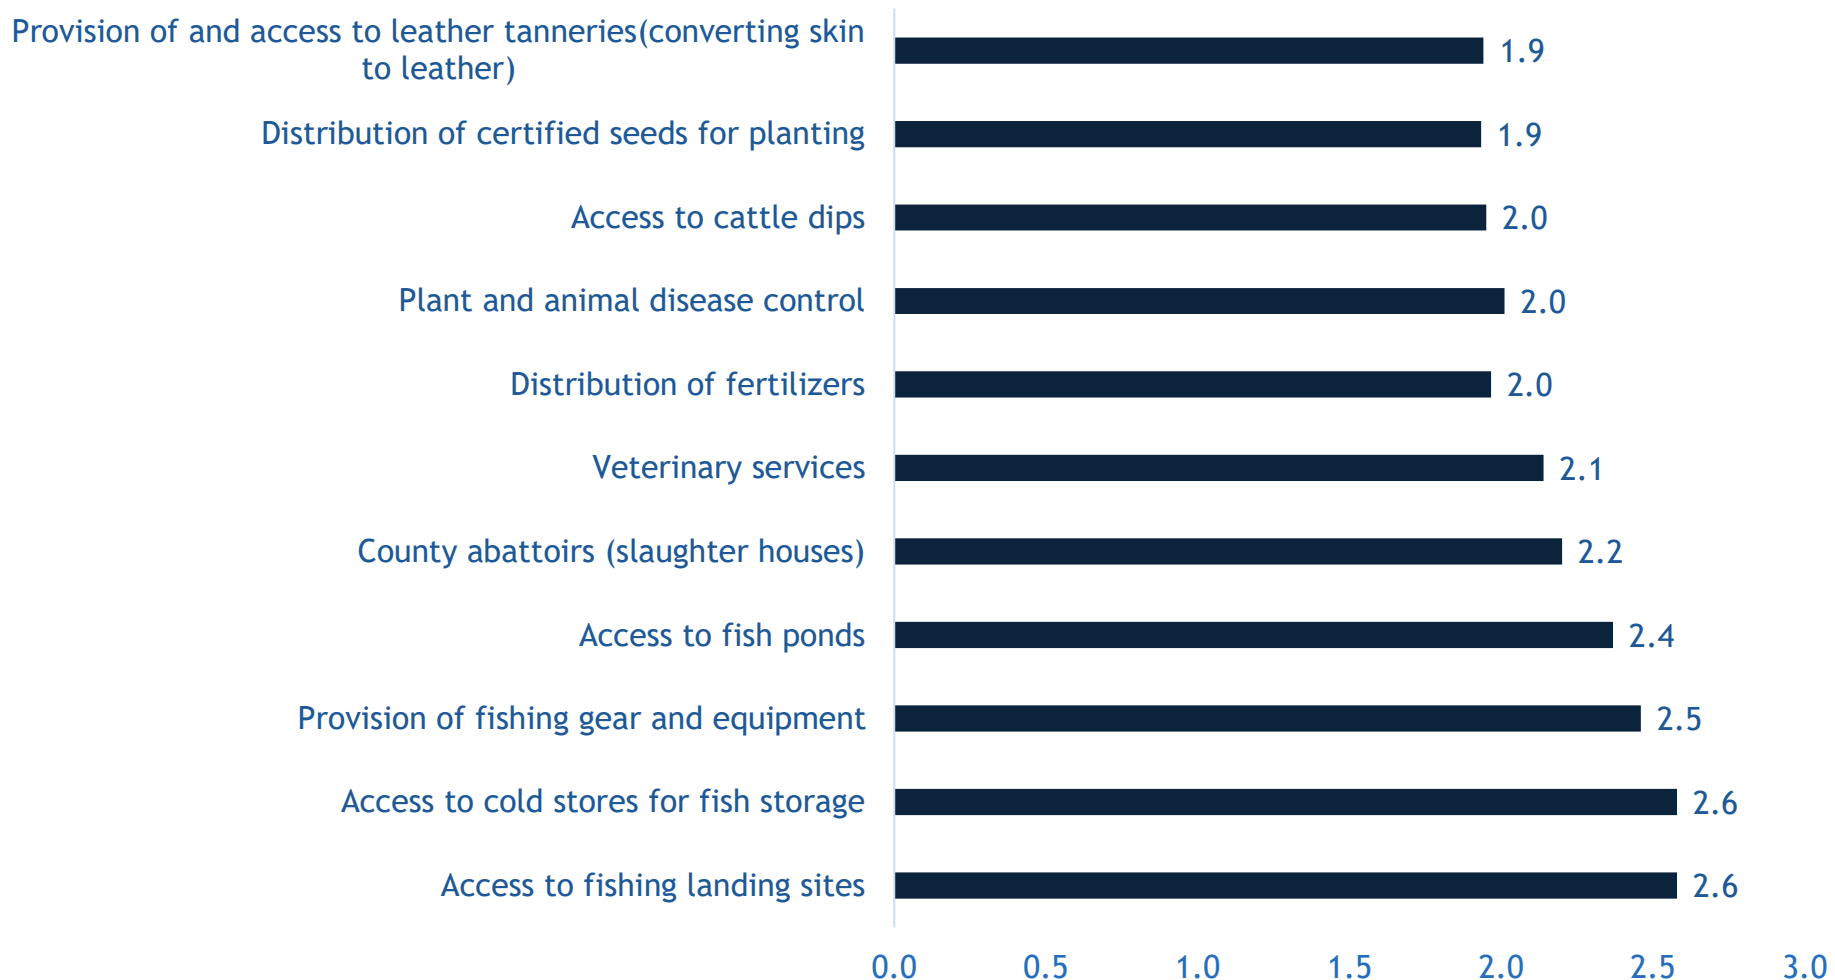 Provision of and access to leather tanneries(converting skin
to leather)
1.9
Distribution of certified seeds for planting
1.9
Access to cattle dips
2.0
Plant and animal disease control
2.0
Distribution of fertilizers
2.0
Veterinary services
2.1
County abattoirs (slaughter houses)
2.2
Access to fish ponds
2.4
Provision of fishing gear and equipment
2.5
Access to cold stores for fish storage
2.6
Access to fishing landing sites
2.6
0.0 0.5 1.0 1.5 2.0 2.5 3.0